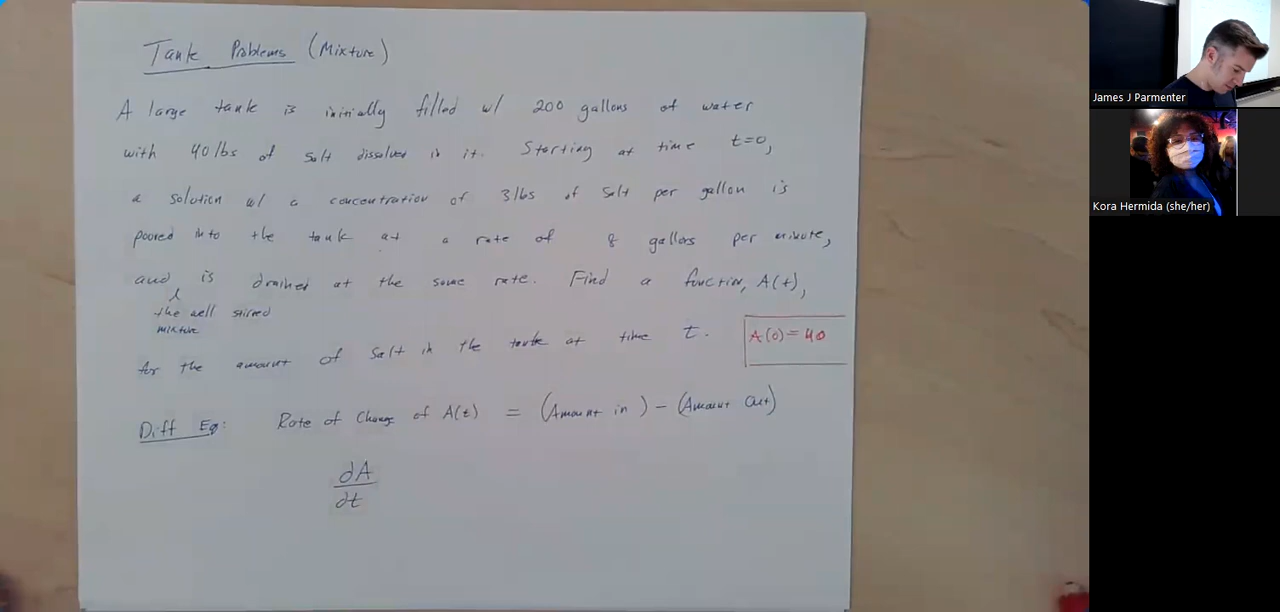 Tank Problems (Mixture)
A large tank is initially filled w/ 200 gallons of water
with 40 lbs of salt dissolved in it. Starting at time t=0,
a solution w/ a concentration of 3 lbs of salt per gallon is
poored into the tank at a rate of 8 gallons per minute,
and is drained at the same rate. Find a function, A(t),
the well stirred
mixture
for the amount of salt in the tank at time t.
A(0)=40
Diff Eq: Rate of Change of A(t) = (Amount in) - (Amount Out)
dA
dt
James J Parmenter
Kora Hermida (she/her)